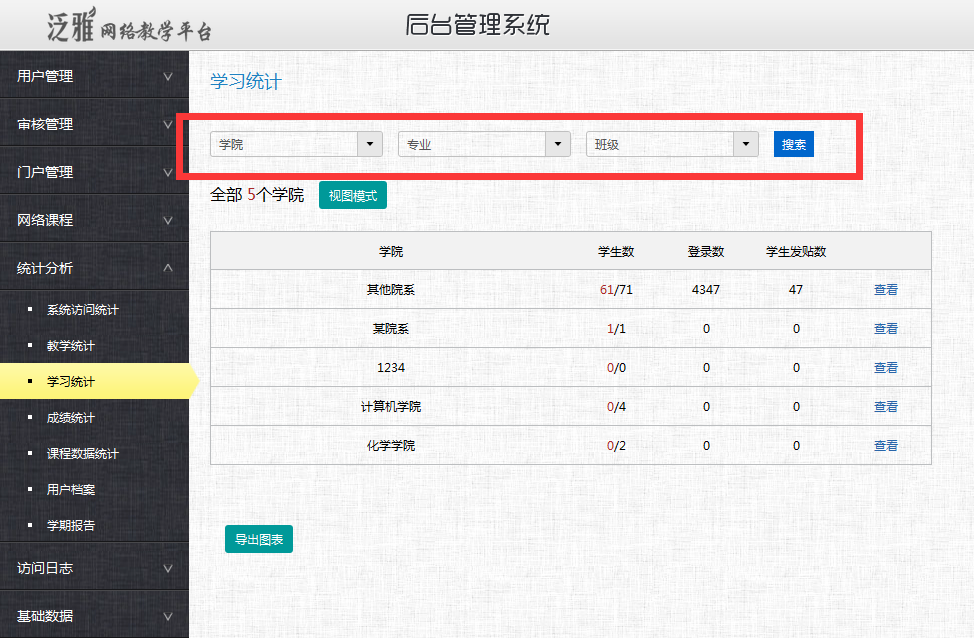 泛雅网络教学平台
后台管理系统
用户管理
审核管理
门户管理
网络课程
统计分析
系统访问统计
教学统计
学习统计
成绩统计
课程数据统计
用户档案
学期报告
访问日志
基础数据
学习统计
学院 专业 班级 搜索
全部 5个学院 视图模式
学院 学生数 登录数 学生发贴数
其他院系 61/71 4347 47 查看
某院系 1/1 0 0 查看
1234 0/0 0 0 查看
计算机学院 0/4 0 0 查看
化学学院 0/2 0 0 查看
导出图表